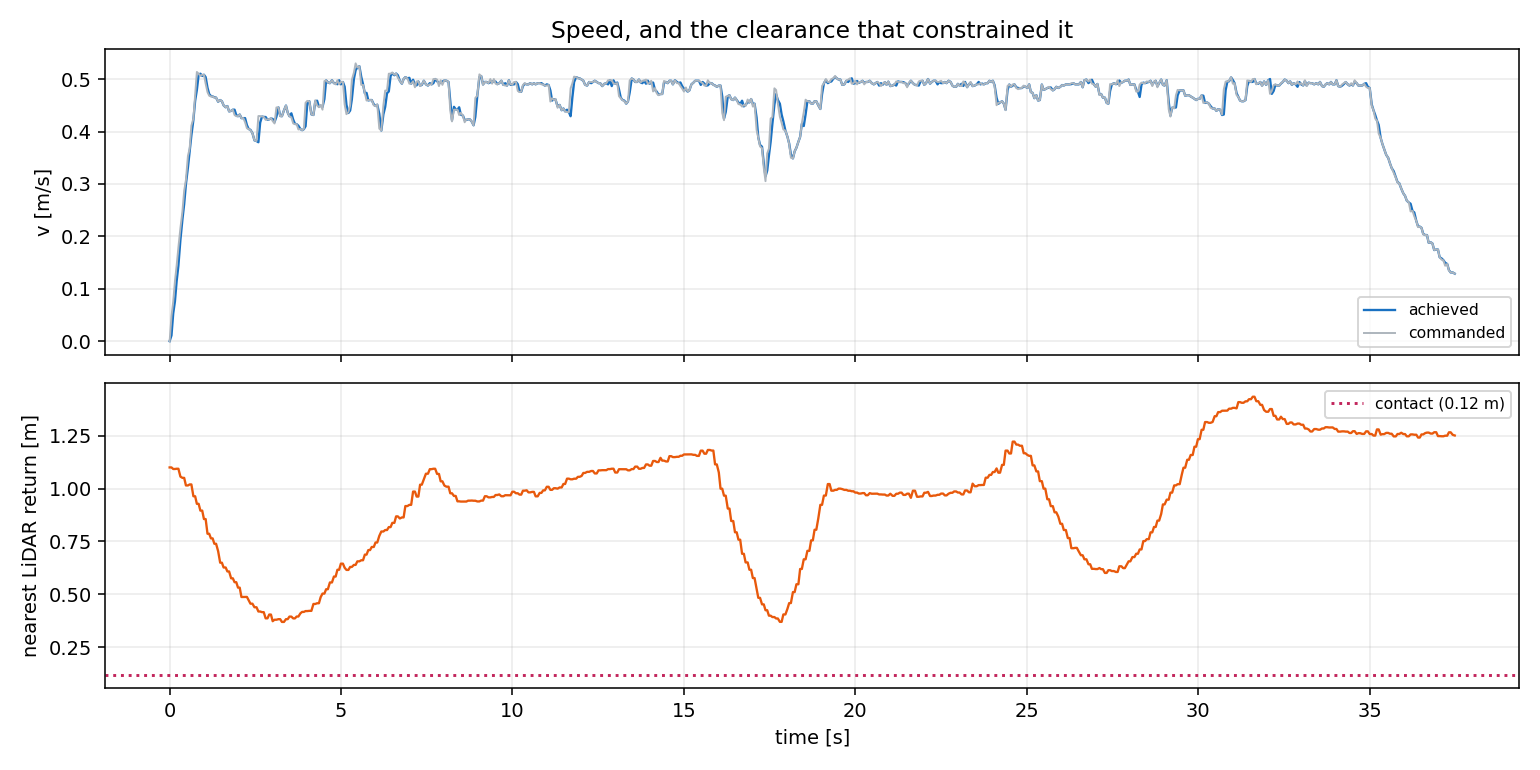 Speed, and the clearance that constrained it
v [m/s]
0.5
0.4
0.3
0.2
0.1
0.0
achieved
commanded
nearest LiDAR return [m]
1.25
1.00
0.75
0.50
0.25
contact (0.12 m)
0 5 10 15 20 25 30 35
time [s]